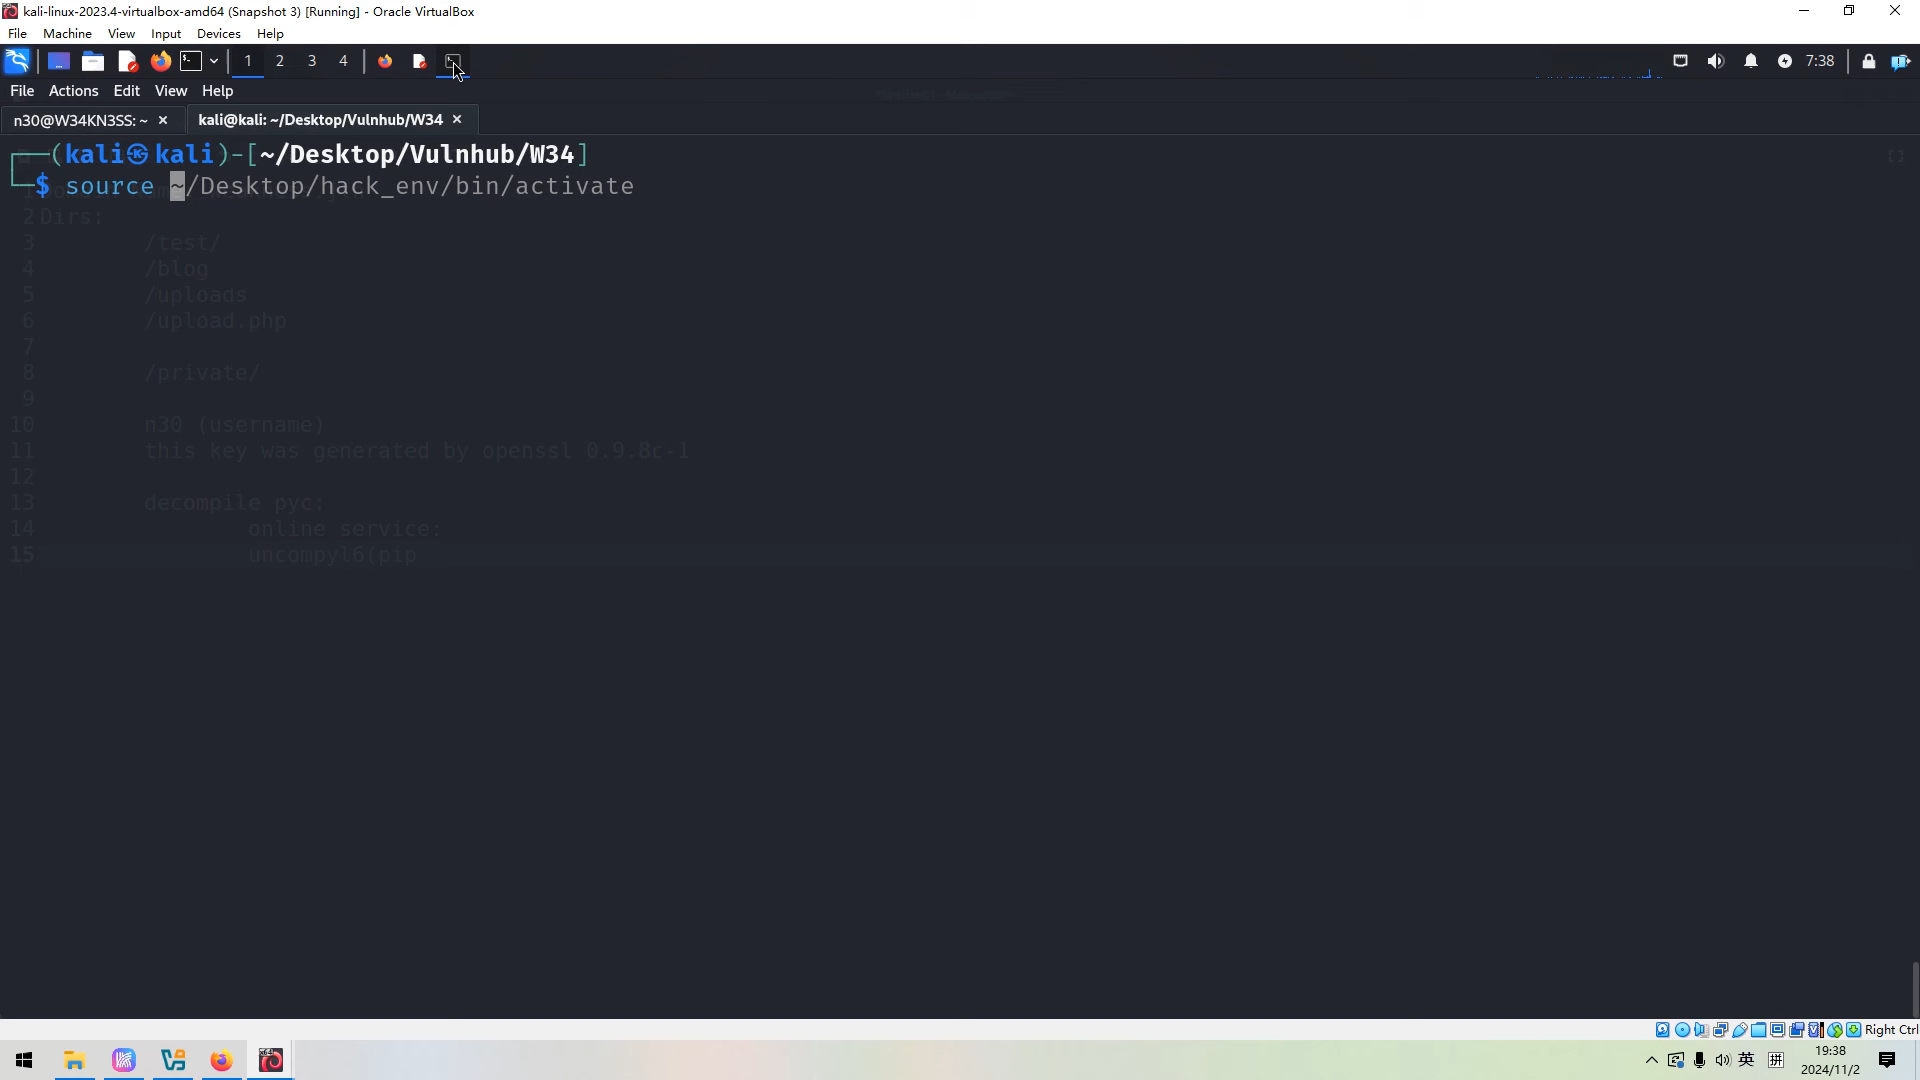 kali-linux-2023.4-virtualbox-amd64 (Snapshot 3) [Running] - Oracle VirtualBox
File Machine View Input Devices Help
1 2 3 4 7:38
File Actions Edit View Help
n30@W34KN3SS: ~ × kali@kali: ~/Desktop/Vulnhub/W34 ×
(kali㉿kali)-[~/Desktop/Vulnhub/W34]
$ source ~/Desktop/hack_env/bin/activate
2 Dirs:
3 /test/
4 /blog
5 /uploads
6 /upload.php
7
8 /private/
9
10 n30 (username)
11 this key was generated by openssl 0.9.8c-1
12
13 decompile pyc:
14 online service:
15 uncompyl6(pip
Right Ctrl
英 拼 19:38
2024/11/2